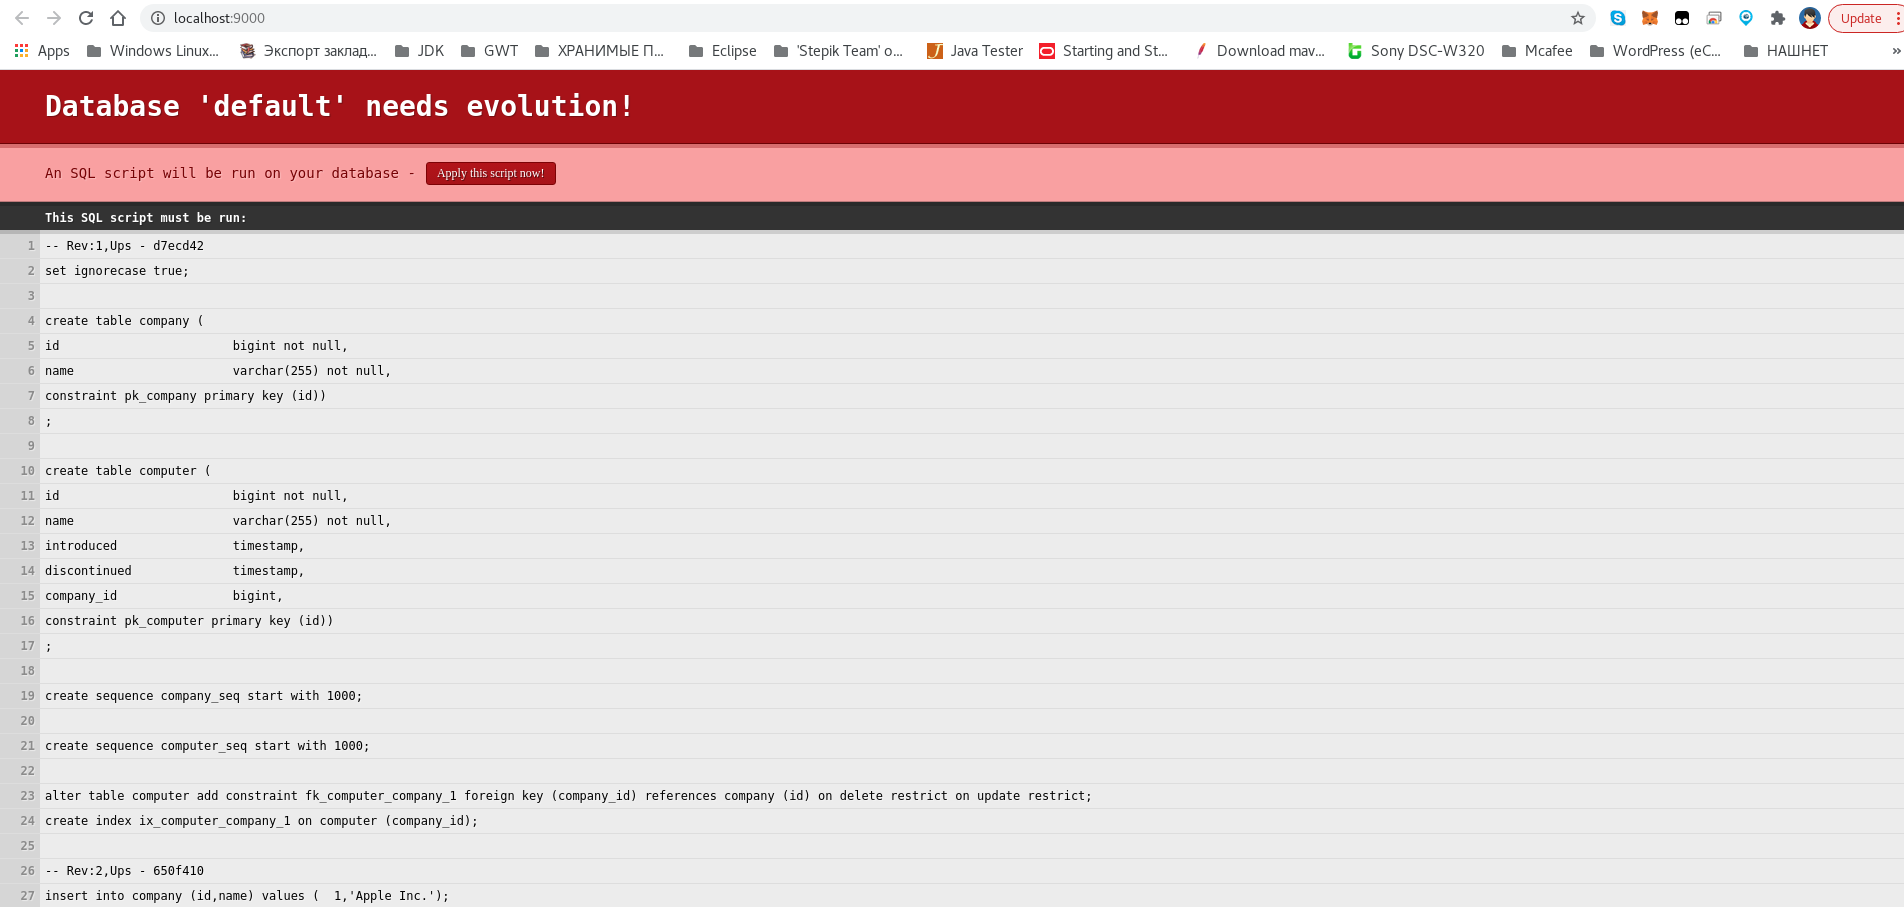 localhost:9000
Update
Apps Windows Linux... Экспорт заклад... JDK GWT ХРАНИМЫЕ П... Eclipse 'Stepik Team' о... Java Tester Starting and St... Download mav... Sony DSC-W320 Mcafee WordPress (eC... НАШНЕТ »
Database 'default' needs evolution!
An SQL script will be run on your database - Apply this script now!
This SQL script must be run:
1 -- Rev:1,Ups - d7ecd42
2 set ignorecase true;
3
4 create table company (
5 id bigint not null,
6 name varchar(255) not null,
7 constraint pk_company primary key (id))
8 ;
9
10 create table computer (
11 id bigint not null,
12 name varchar(255) not null,
13 introduced timestamp,
14 discontinued timestamp,
15 company_id bigint,
16 constraint pk_computer primary key (id))
17 ;
18
19 create sequence company_seq start with 1000;
20
21 create sequence computer_seq start with 1000;
22
23 alter table computer add constraint fk_computer_company_1 foreign key (company_id) references company (id) on delete restrict on update restrict;
24 create index ix_computer_company_1 on computer (company_id);
25
26 -- Rev:2,Ups - 650f410
27 insert into company (id,name) values (  1,'Apple Inc.');